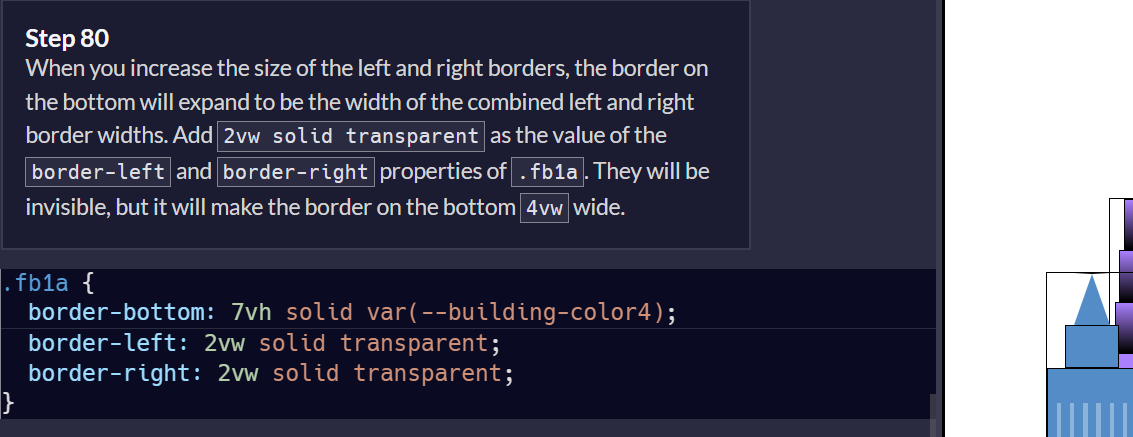 Step 80
When you increase the size of the left and right borders, the border on
the bottom will expand to be the width of the combined left and right
border widths. Add 2vw solid transparent as the value of the
border-left and border-right properties of .fb1a. They will be
invisible, but it will make the border on the bottom 4vw wide.
.fb1a {
  border-bottom: 7vh solid var(--building-color4);
  border-left: 2vw solid transparent;
  border-right: 2vw solid transparent;
}